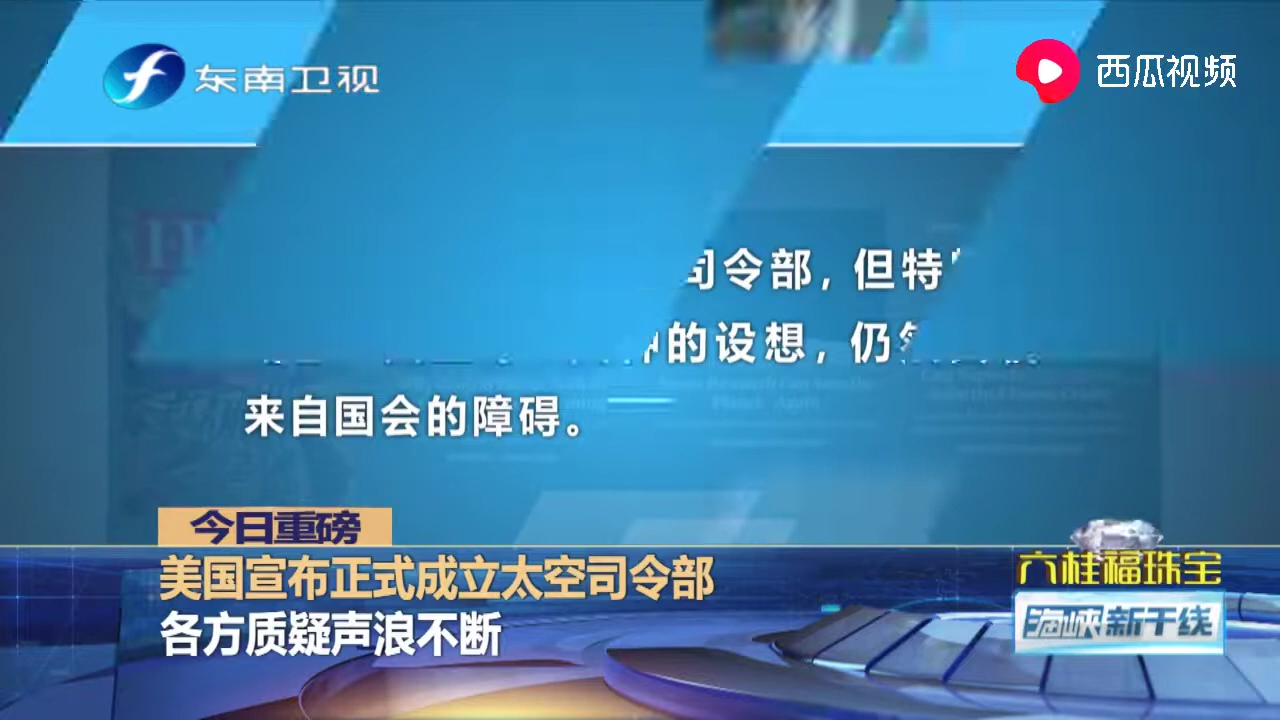 东南卫视
西瓜视频
司令部，但特
的设想，仍
来自国会的障碍。
今日重磅
美国宣布正式成立太空司令部
各方质疑声浪不断
六桂福珠宝
海峡新干线